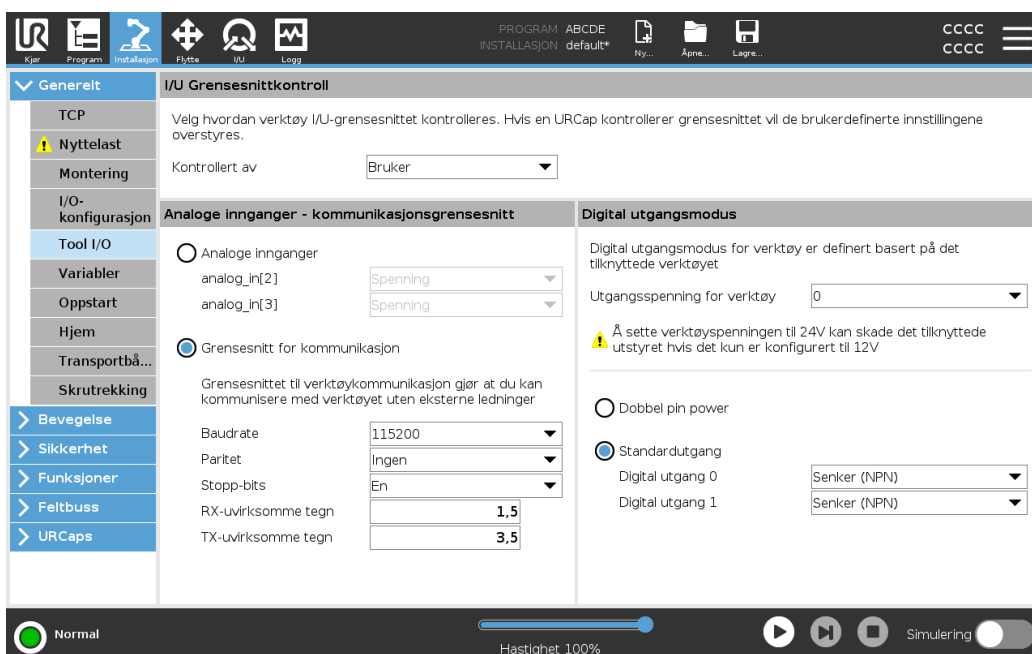 UR
PROGRAM ABCDE
INSTALLASJON default*
CCCC
CCCC
Kjør
Program
Installasjon
Flytte
I/U
Logg
Ny...
Åpne...
Lagre...
Generelt
TCP
Nyttelast
Montering
I/O-
konfigurasjon
Tool I/O
Variabler
Oppstart
Hjem
Transportbå...
Skrutrekking
Bevegelse
Sikkerhet
Funksjoner
Feltbuss
URCaps
I/U Grensesnittkontroll
Velg hvordan verktøy I/U-grensesnittet kontrolleres. Hvis en URCap kontrollerer grensesnittet vil de brukerdefinerte innstillingene
overstyres.
Kontrollert av Bruker
Analoge innganger - kommunikasjonsgrensesnitt
Analoge innganger
analog_in[2] Spenning
analog_in[3] Spenning
Grensesnitt for kommunikasjon
Grensesnittet til verktøykommunikasjon gjør at du kan
kommunisere med verktøyet uten eksterne ledninger
Baudrate 115200
Paritet Ingen
Stopp-bits En
RX-uvirksomme tegn 1,5
TX-uvirksomme tegn 3,5
Digital utgangsmodus
Digital utgangsmodus for verktøy er definert basert på det
tilknyttede verktøyet
Utgangsspenning for verktøy 0
Å sette verktøyspenningen til 24V kan skade det tilknyttede
utstyret hvis det kun er konfigurert til 12V
Dobbel pin power
Standardutgang
Digital utgang 0 Senker (NPN)
Digital utgang 1 Senker (NPN)
Normal
Hastighet 100%
Simulering